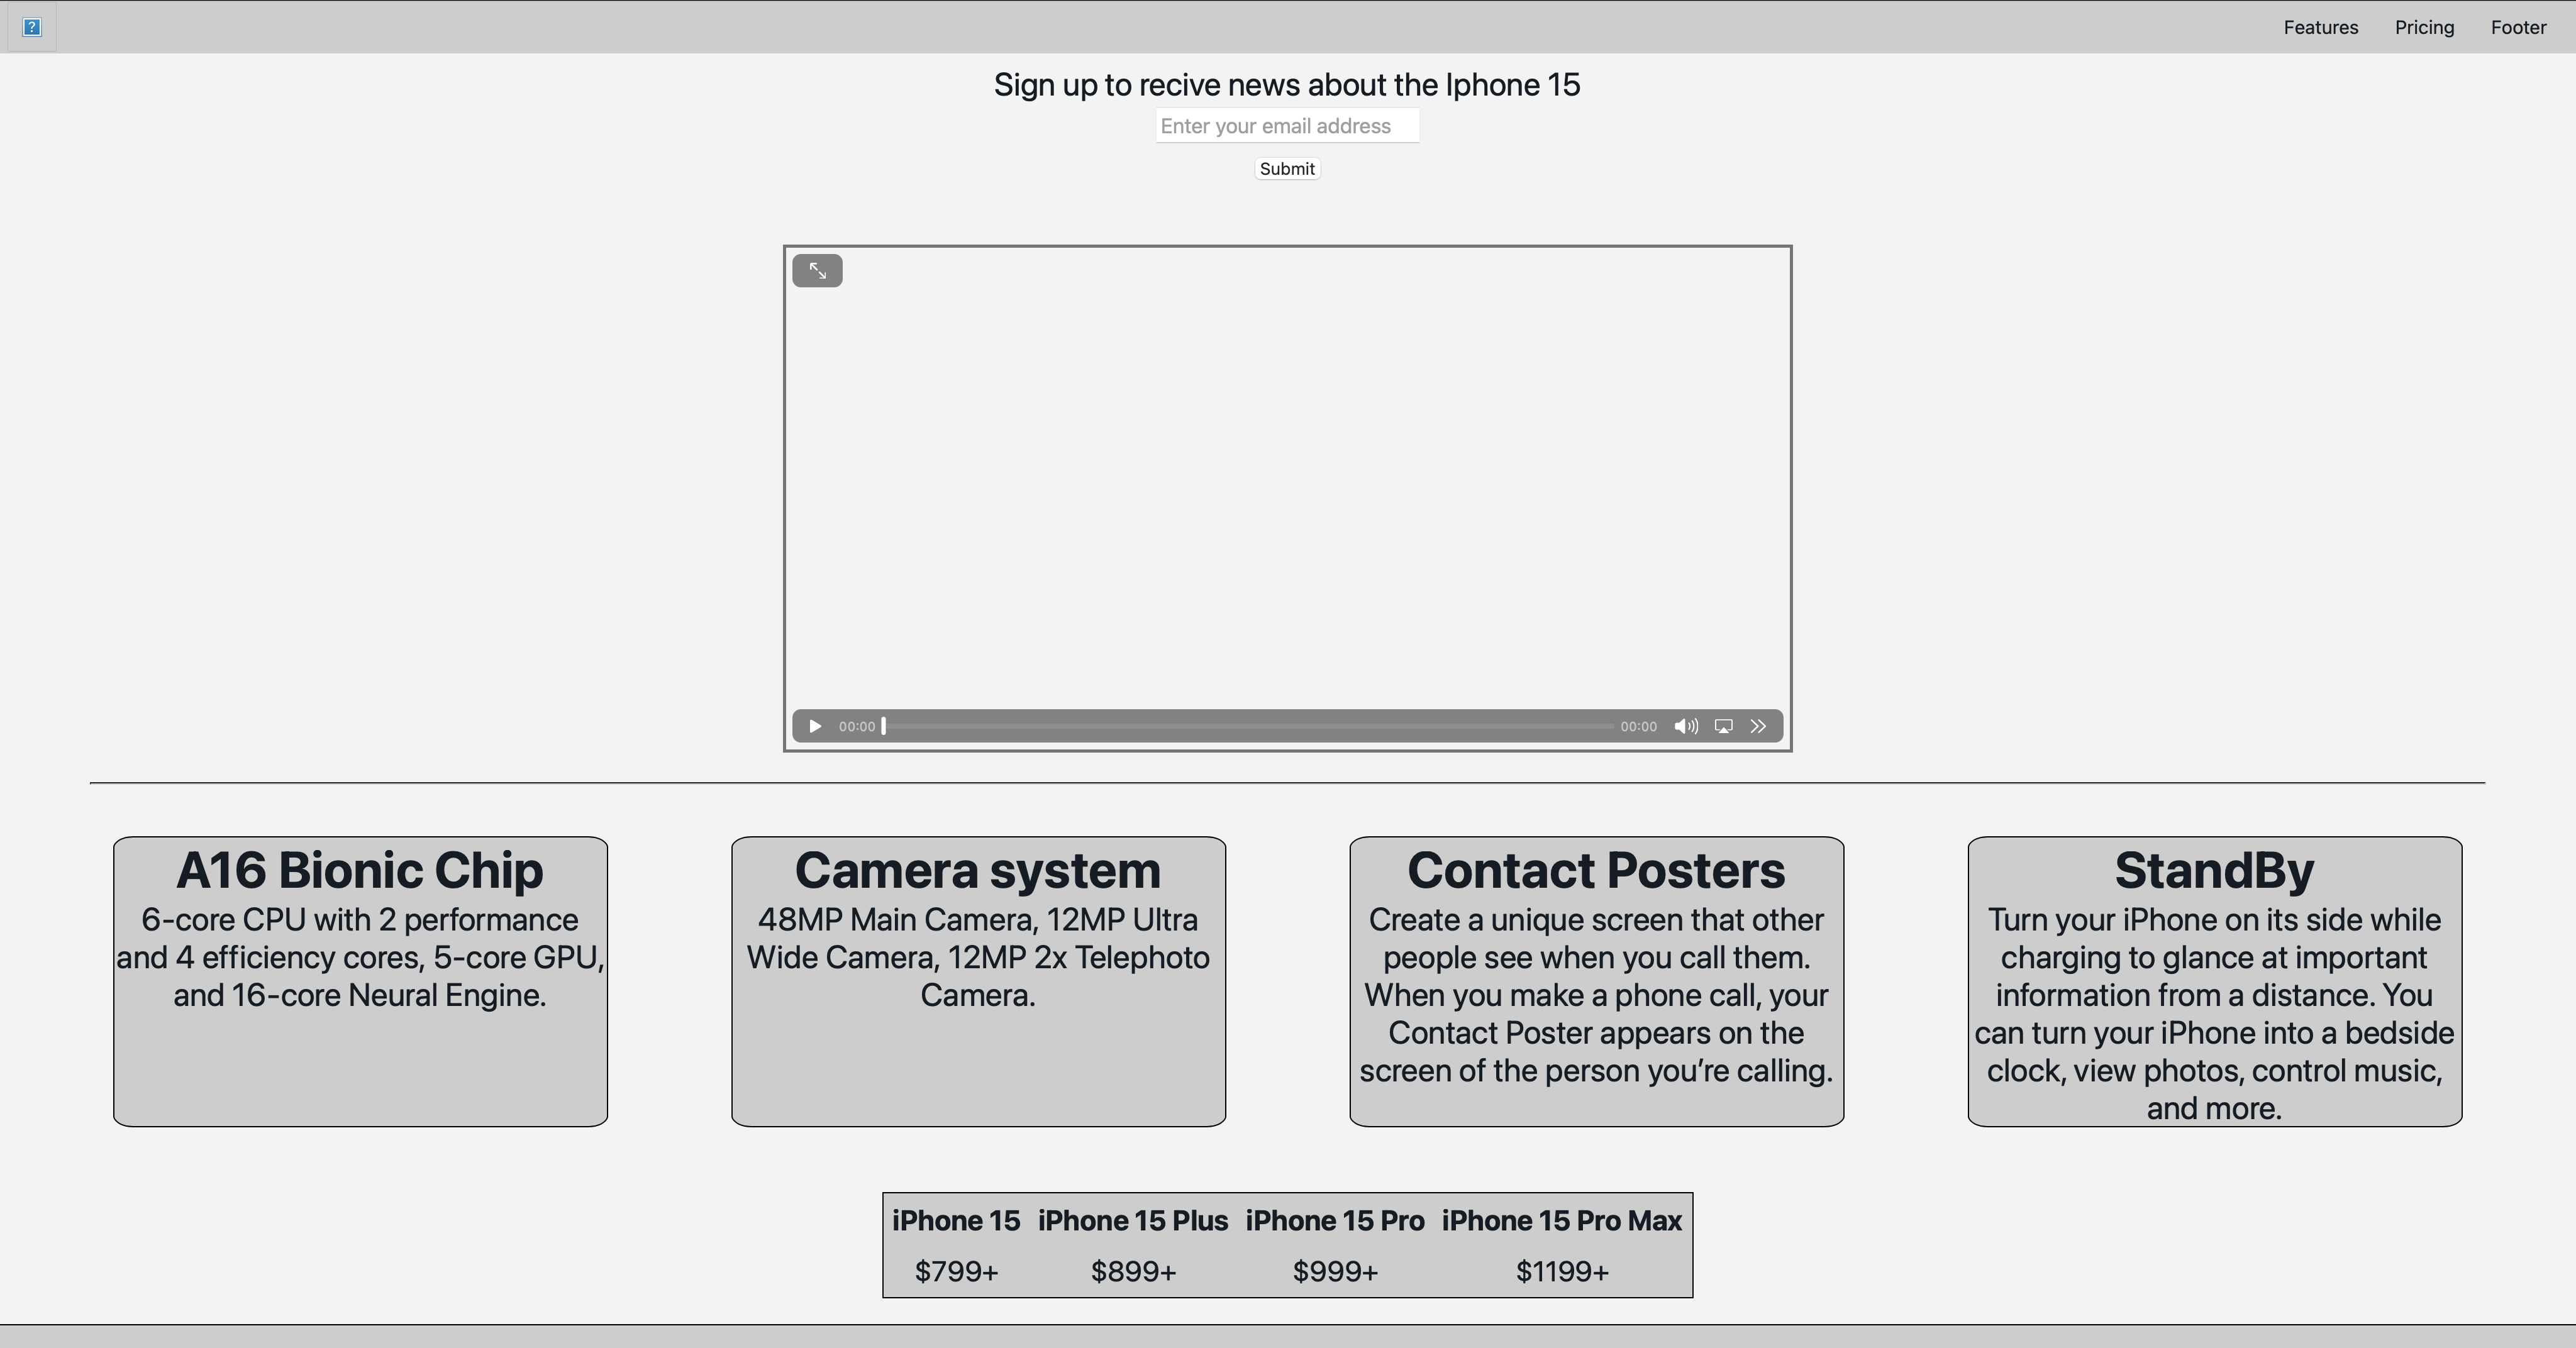 ?
Features Pricing Footer
Sign up to recive news about the Iphone 15
Enter your email address
Submit
00:00 00:00
A16 Bionic Chip
6-core CPU with 2 performance
and 4 efficiency cores, 5-core GPU,
and 16-core Neural Engine.
Camera system
48MP Main Camera, 12MP Ultra
Wide Camera, 12MP 2x Telephoto
Camera.
Contact Posters
Create a unique screen that other
people see when you call them.
When you make a phone call, your
Contact Poster appears on the
screen of the person you’re calling.
StandBy
Turn your iPhone on its side while
charging to glance at important
information from a distance. You
can turn your iPhone into a bedside
clock, view photos, control music,
and more.
iPhone 15 iPhone 15 Plus iPhone 15 Pro iPhone 15 Pro Max
$799+ $899+ $999+ $1199+